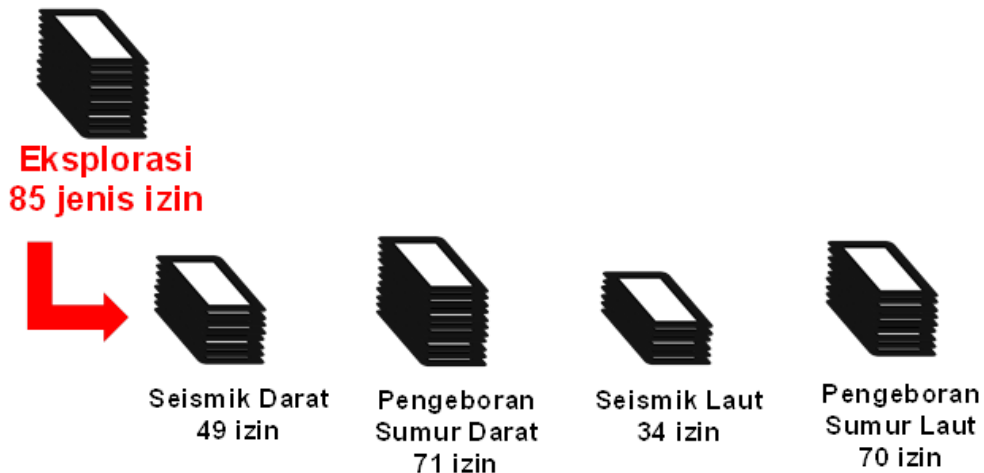 Eksplorasi
85 jenis izin
Seismik Darat
49 izin
Pengeboran
Sumur Darat
71 izin
Seismik Laut
34 izin
Pengeboran
Sumur Laut
70 izin